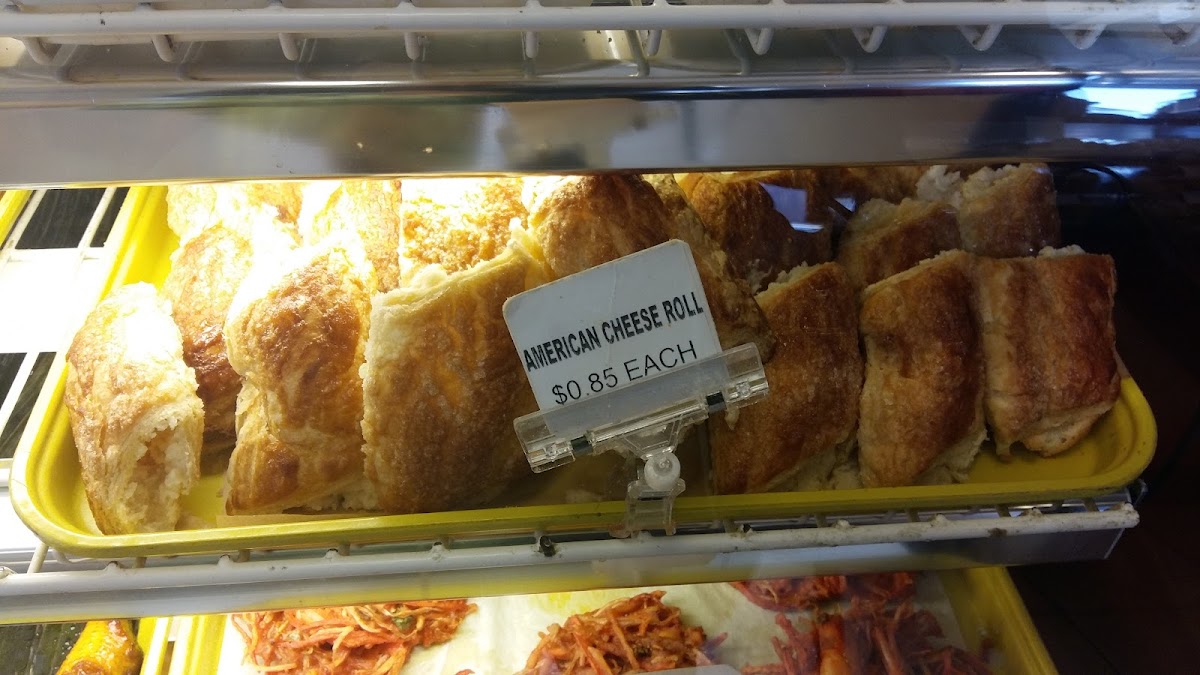 AMERICAN CHEESE ROLL
$0.85 EACH